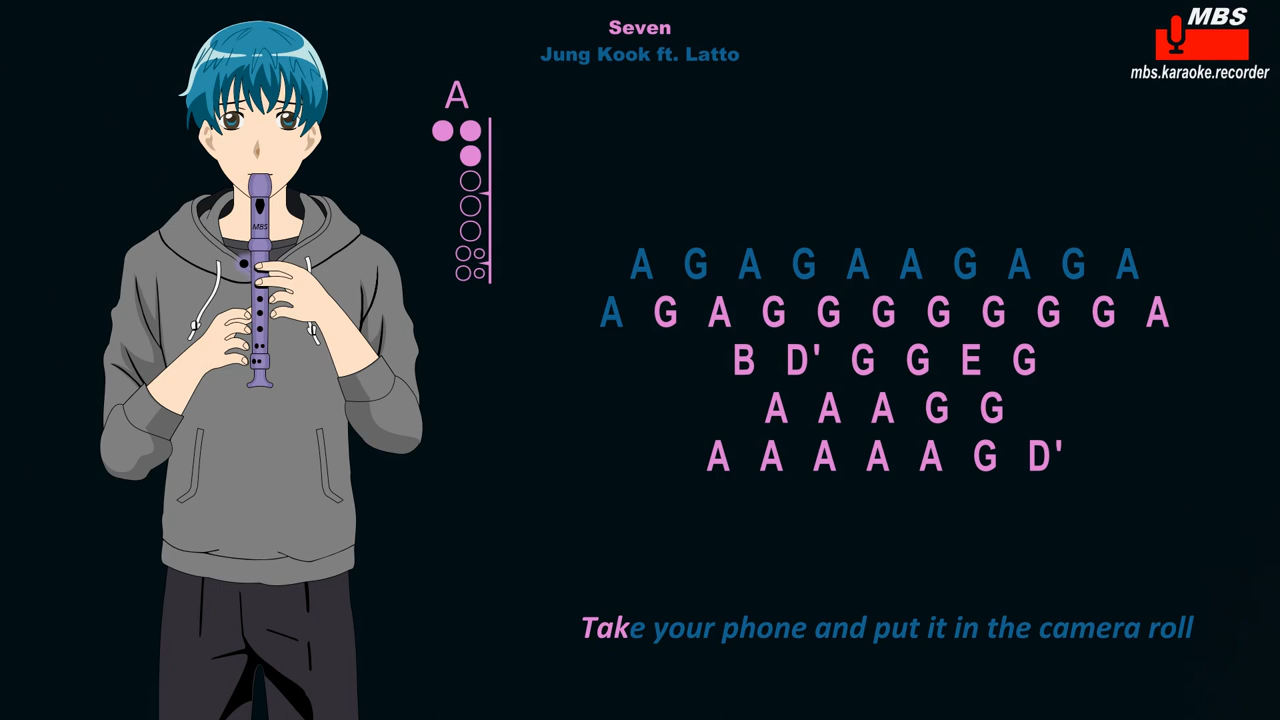 Seven
Jung Kook ft. Latto
MBS
mbs.karaoke.recorder
A
MBS
A G A G A A G A G A
A G A G G G G G G G A
B D' G G E G
A A A G G
A A A A A G D'
Take your phone and put it in the camera roll